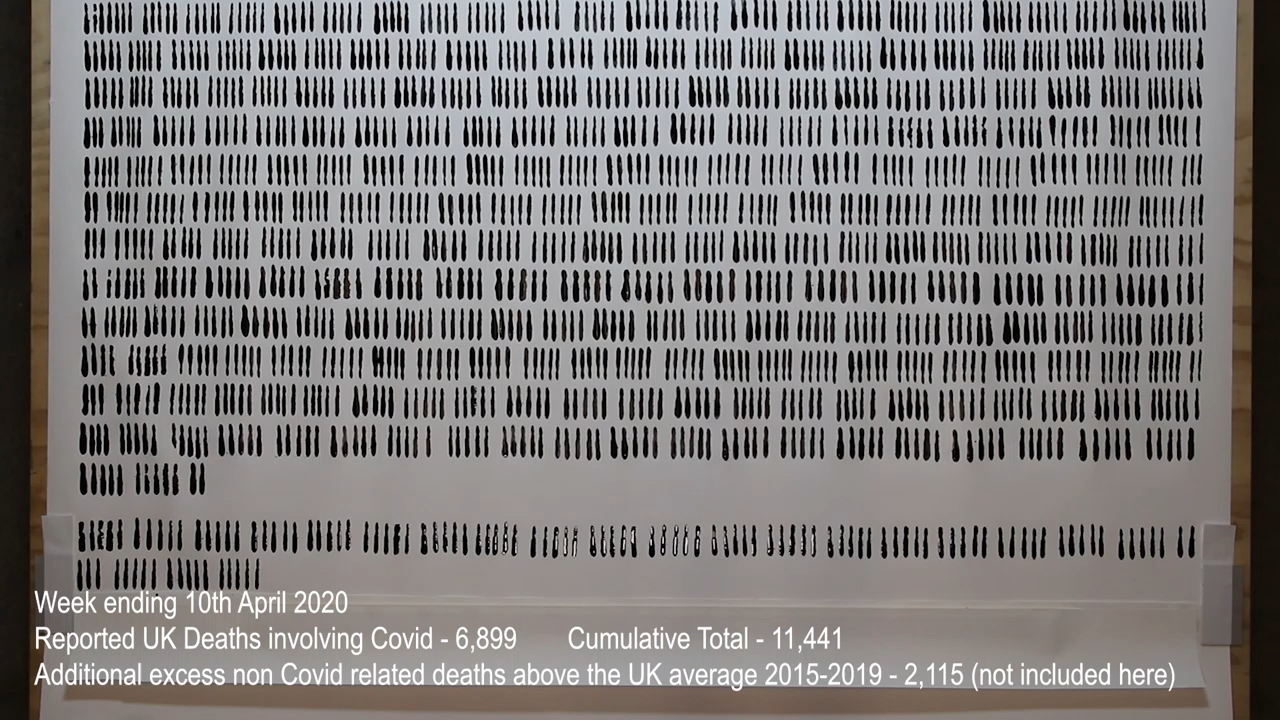 Week ending 10th April 2020
Reported UK Deaths involving Covid - 6,899 Cumulative Total - 11,441
Additional excess non Covid related deaths above the UK average 2015-2019 - 2,115 (not included here)